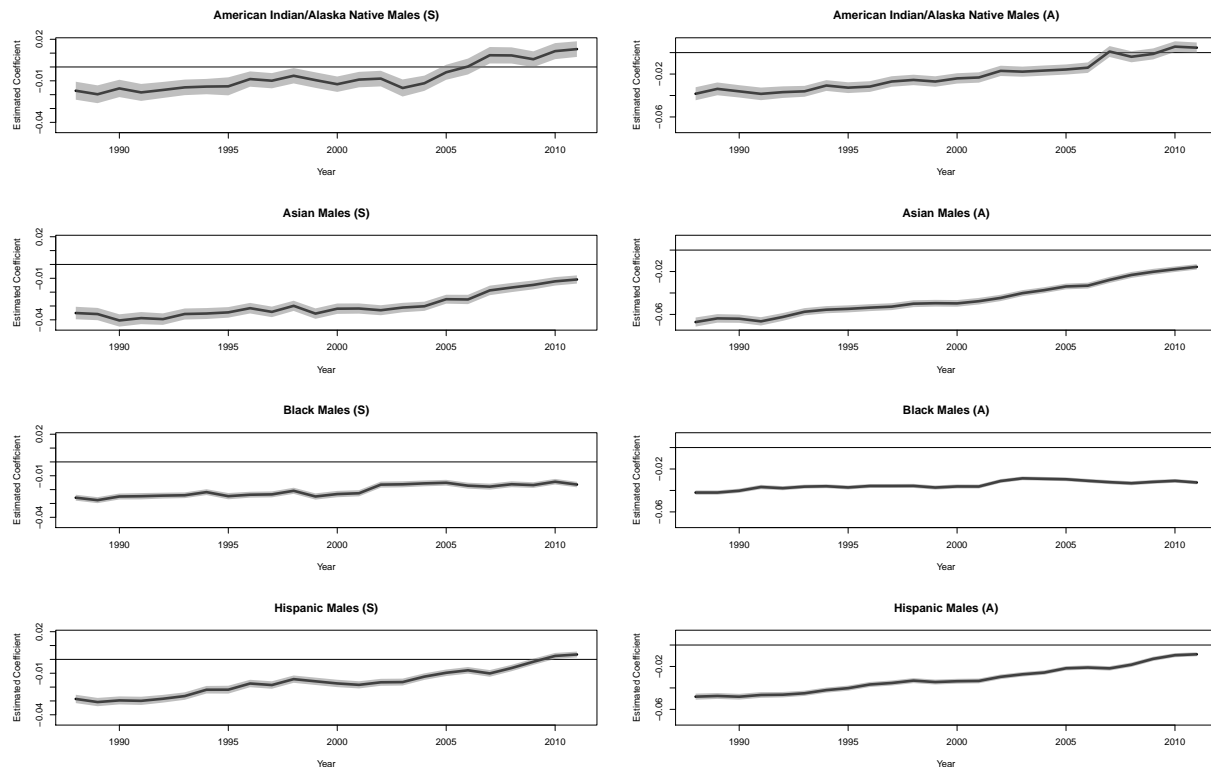 American Indian/Alaska Native Males (S)
Estimated Coefficient
0.02
−0.01
−0.04
1990 1995 2000 2005 2010
Year
American Indian/Alaska Native Males (A)
Estimated Coefficient
−0.02
−0.06
1990 1995 2000 2005 2010
Year
Asian Males (S)
Estimated Coefficient
0.02
−0.01
−0.04
1990 1995 2000 2005 2010
Year
Asian Males (A)
Estimated Coefficient
−0.02
−0.06
1990 1995 2000 2005 2010
Year
Black Males (S)
Estimated Coefficient
0.02
−0.01
−0.04
1990 1995 2000 2005 2010
Year
Black Males (A)
Estimated Coefficient
−0.02
−0.06
1990 1995 2000 2005 2010
Year
Hispanic Males (S)
Estimated Coefficient
0.02
−0.01
−0.04
1990 1995 2000 2005 2010
Year
Hispanic Males (A)
Estimated Coefficient
−0.02
−0.06
1990 1995 2000 2005 2010
Year